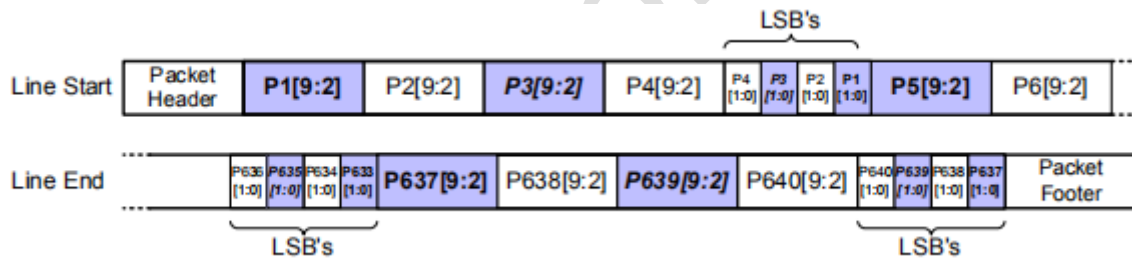 LSB's
Line Start Packet Header P1[9:2] P2[9:2] P3[9:2] P4[9:2] P4 [1:0] P3 [1:0] P2 [1:0] P1 [1:0] P5[9:2] P6[9:2]
Line End P636 [1:0] P635 [1:0] P634 [1:0] P633 [1:0] P637[9:2] P638[9:2] P639[9:2] P640[9:2] P640 [1:0] P639 [1:0] P638 [1:0] P637 [1:0] Packet Footer
LSB's LSB's